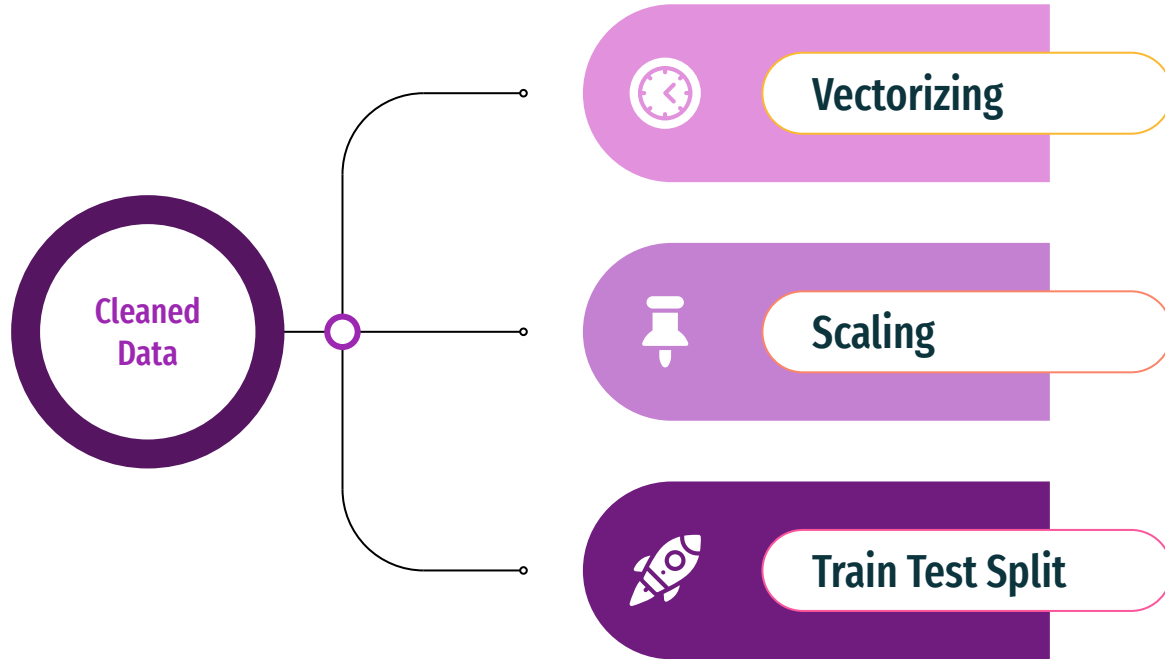 Vectorizing
Cleaned
Data
Scaling
Train Test Split